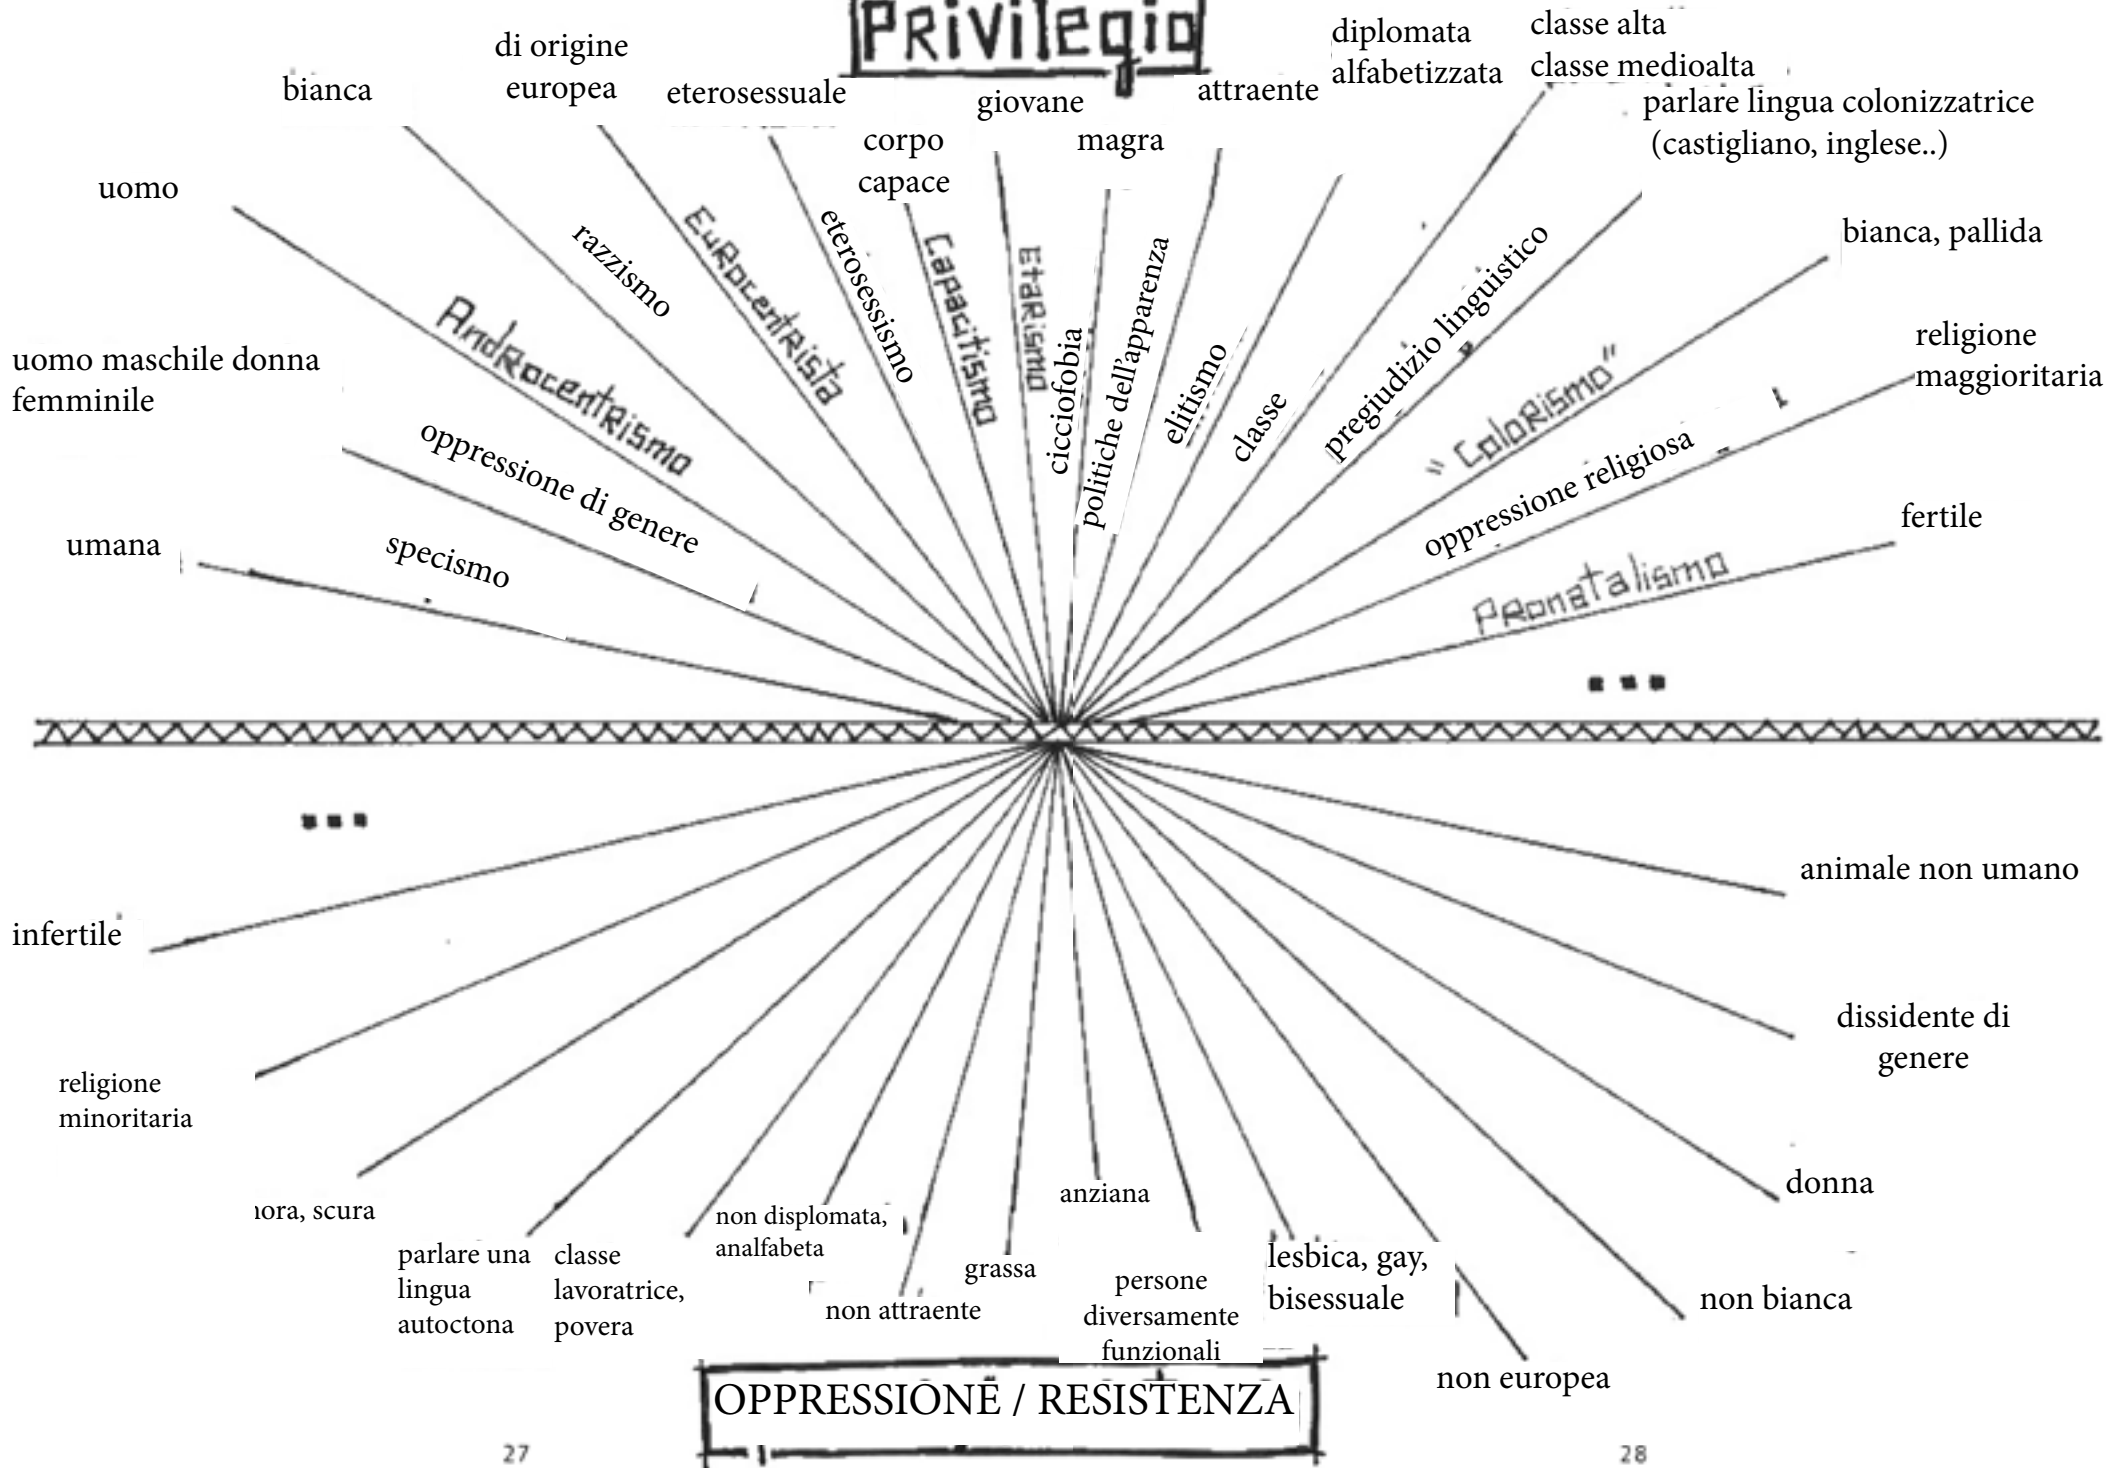 PRiVilegio
di origine
europea
bianca
eterosessuale
corpo
capace
giovane
magra
attraente
diplomata
alfabetizzata
classe alta
classe medioalta
parlare lingua colonizzatrice
(castigliano, inglese..)
uomo
bianca, pallida
uomo maschile donna
femminile
religione
maggioritaria
umana
fertile
specismo
oppressione di genere
AndRocentRismo
razzismo
EuRocentRista
eterosessismo
Capacitismo
EtaRismo
cicciofobia
politiche dell'apparenza
elitismo
classe
pregiudizio linguistico
"ColoRismo"
oppressione religiosa
PRonatalismo
...
...
infertile
religione
minoritaria
scura
parlare una
lingua
autoctona
classe
lavoratrice,
povera
non displomata,
analfabeta
non attraente
grassa
anziana
persone
diversamente
funzionali
lesbica, gay,
bisessuale
non europea
non bianca
donna
dissidente di
genere
animale non umano
OPPRESSIONE / RESISTENZA
27
28